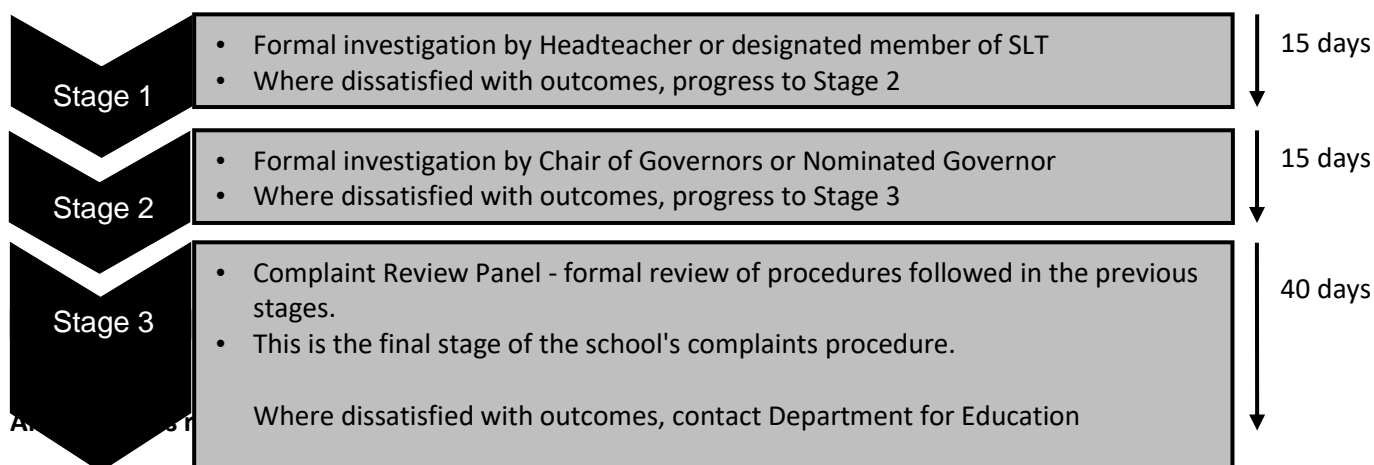 Stage 1
• Formal investigation by Headteacher or designated member of SLT
• Where dissatisfied with outcomes, progress to Stage 2
15 days
Stage 2
• Formal investigation by Chair of Governors or Nominated Governor
• Where dissatisfied with outcomes, progress to Stage 3
15 days
Stage 3
• Complaint Review Panel - formal review of procedures followed in the previous
stages.
• This is the final stage of the school's complaints procedure.
Where dissatisfied with outcomes, contact Department for Education
40 days